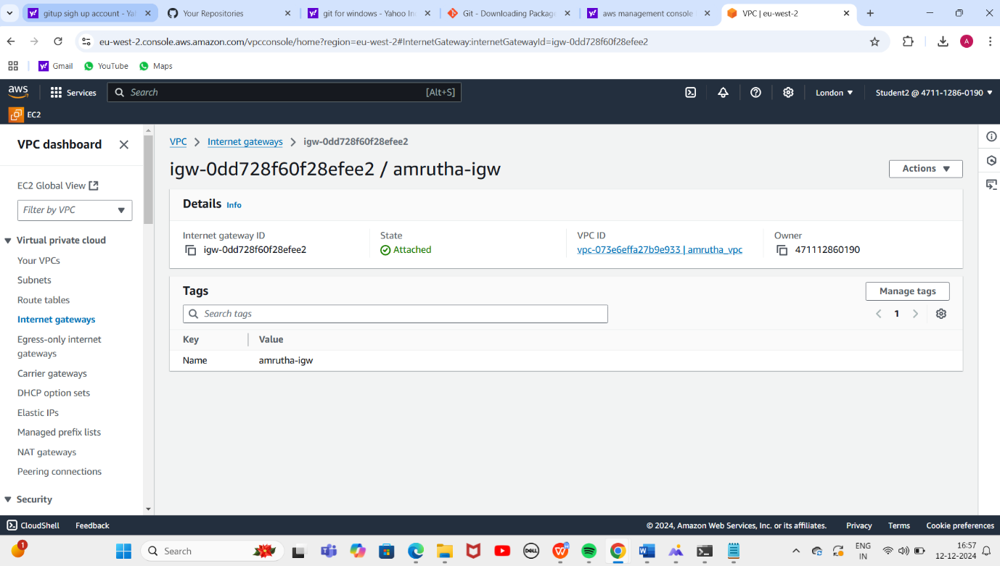 gitup sigh up account - Yah
Your Repositories
git for windows - Yahoo In
Git - Downloading Package
aws management console
VPC | eu-west-2
eu-west-2.console.aws.amazon.com/vpcconsole/home?region=eu-west-2#InternetGateway:internetGatewayId=igw-0dd728f60f28efee2
A
Gmail
YouTube
Maps
aws
Services
Search
[Alt+S]
London
Student2 @ 4711-1286-0190
EC2
VPC dashboard
EC2 Global View
Filter by VPC
Virtual private cloud
Your VPCs
Subnets
Route tables
Internet gateways
Egress-only internet
gateways
Carrier gateways
DHCP option sets
Elastic IPs
Managed prefix lists
NAT gateways
Peering connections
Security
VPC > Internet gateways > igw-0dd728f60f28efee2
igw-0dd728f60f28efee2 / amrutha-igw
Actions
Details Info
Internet gateway ID
igw-0dd728f60f28efee2
State
Attached
VPC ID
vpc-073e6effa27b9e933 | amrutha_vpc
Owner
471112860190
Tags
Manage tags
Search tags
1
Key Value
Name amrutha-igw
CloudShell
Feedback
© 2024, Amazon Web Services, Inc. or its affiliates.
Privacy
Terms
Cookie preferences
1
Search
DELL
ENG
IN
16:57
12-12-2024